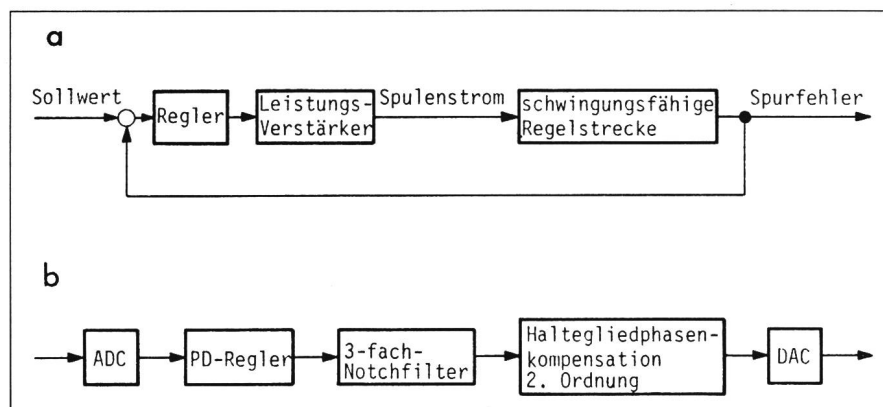 a
Sollwert
Regler
Leistungs-
Verstärker
Spulenstrom
schwingungsfähige
Regelstrecke
Spurfehler
b
ADC
PD-Regler
3-fach-
Notchfilter
Haltegliedphasen-
kompensation
2. Ordnung
DAC